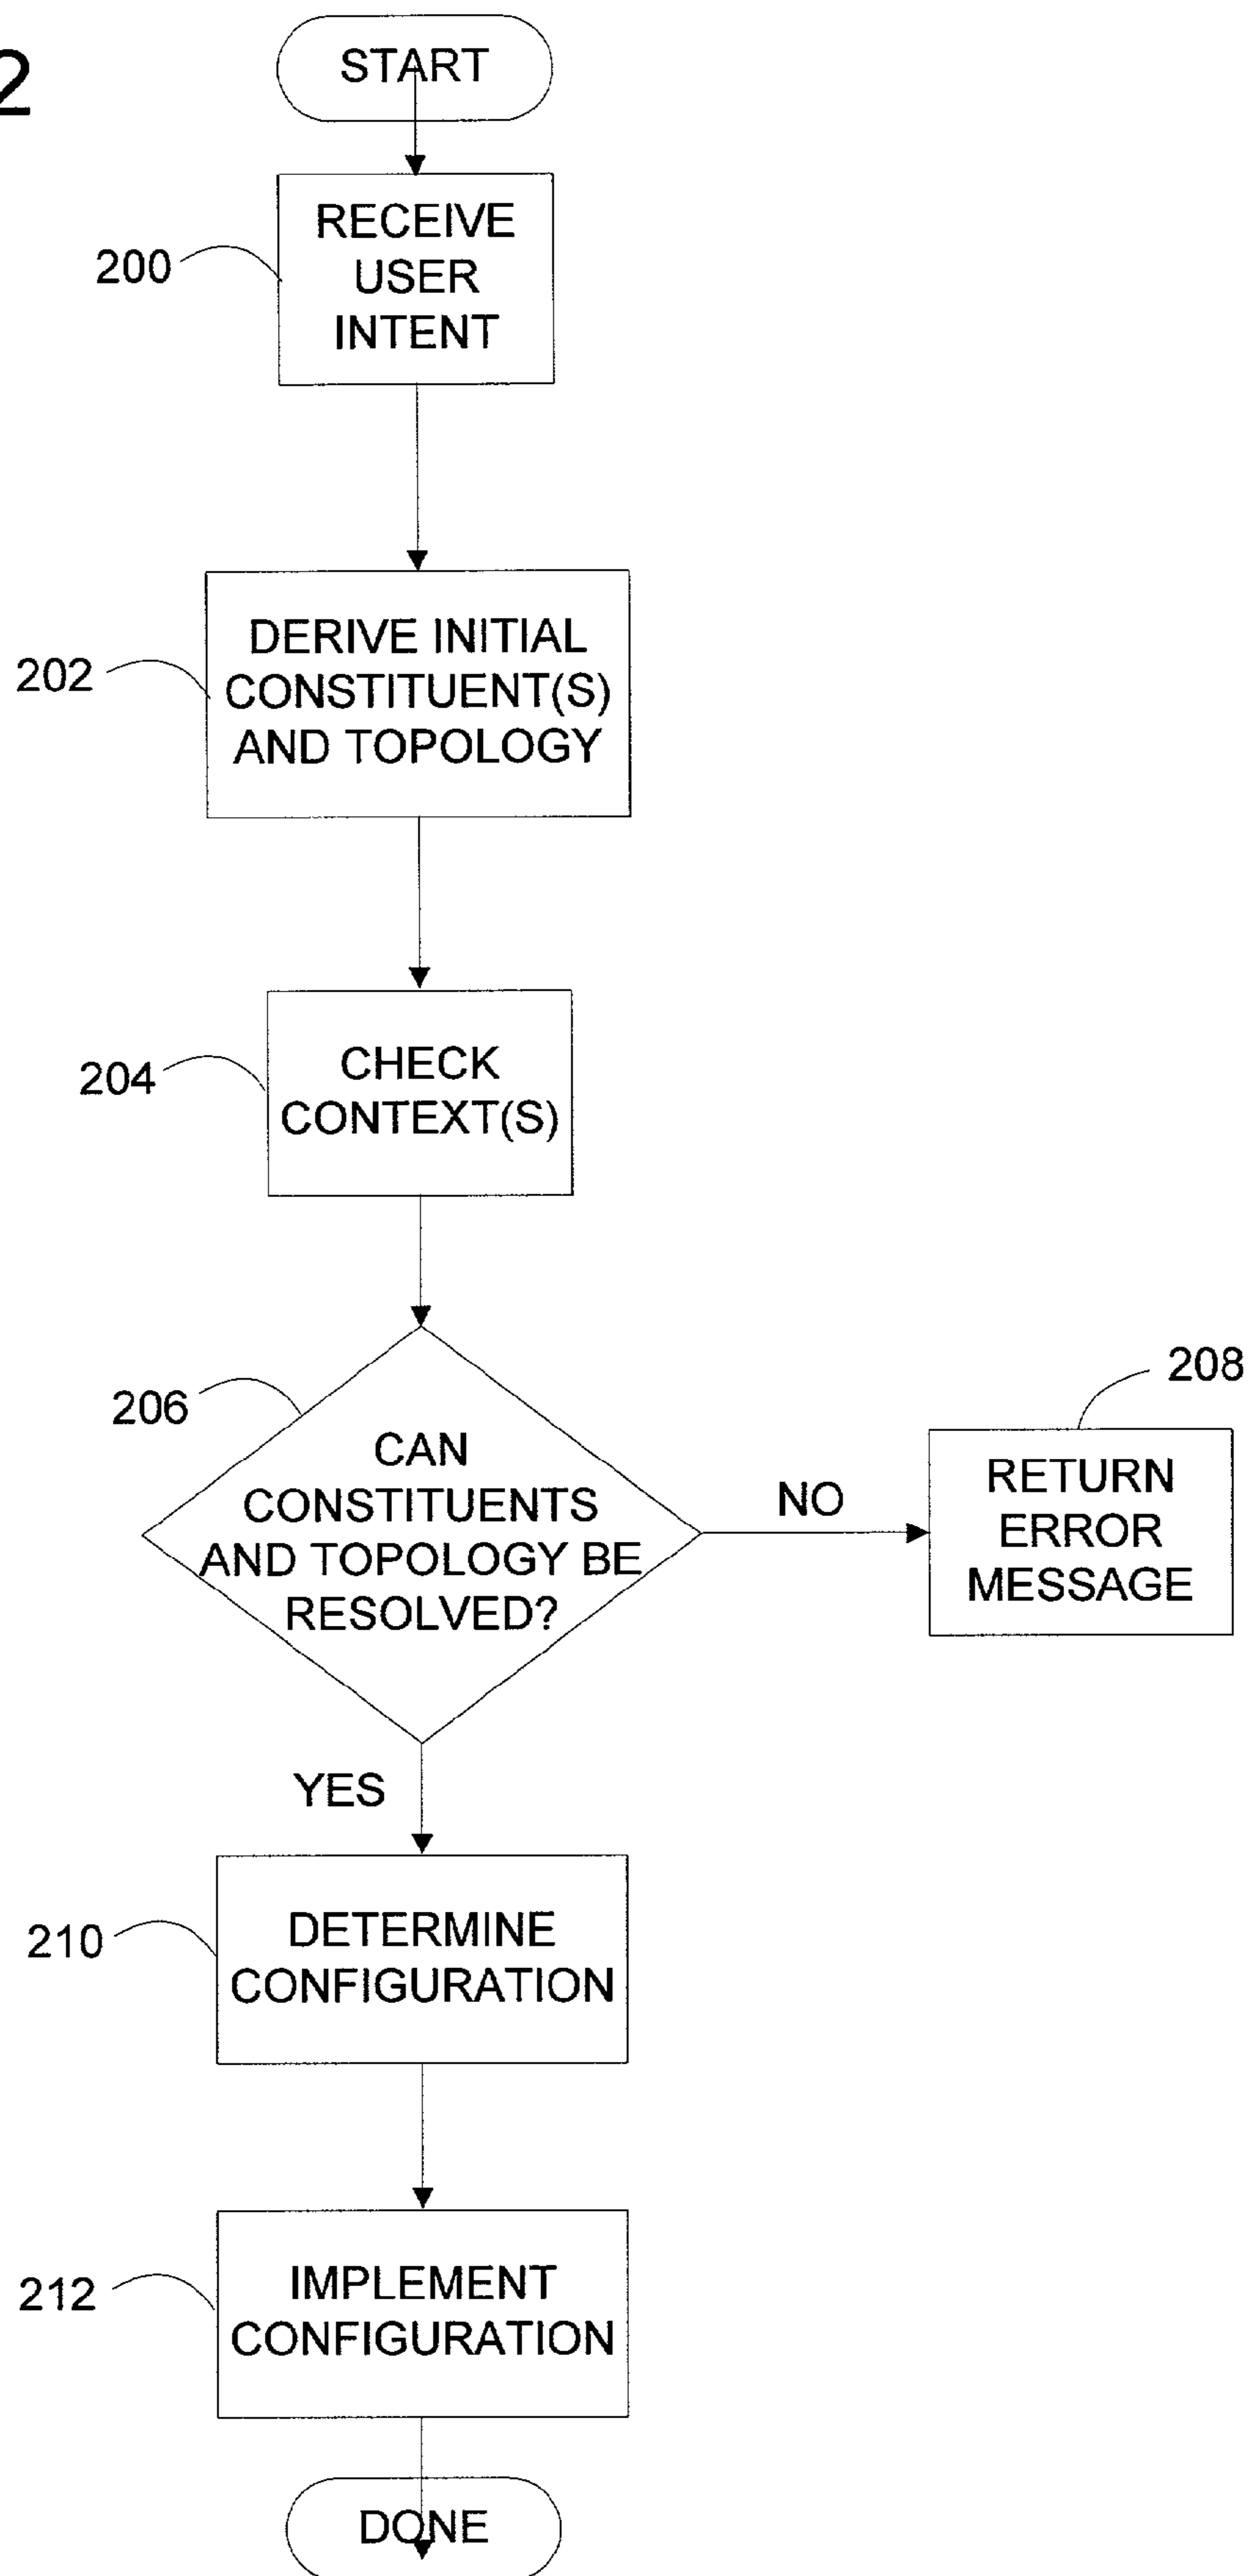 2
START
200
RECEIVE
USER
INTENT
202
DERIVE INITIAL
CONSTITUENT(S)
AND TOPOLOGY
204
CHECK
CONTEXT(S)
206
CAN
CONSTITUENTS
AND TOPOLOGY BE
RESOLVED?
NO
208
RETURN
ERROR
MESSAGE
YES
210
DETERMINE
CONFIGURATION
212
IMPLEMENT
CONFIGURATION
DONE